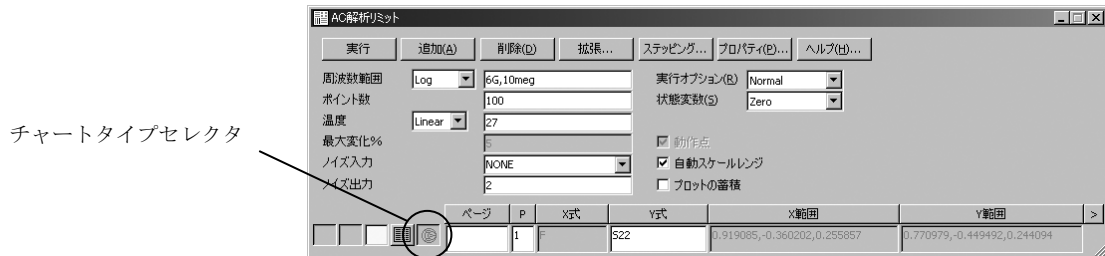 AC解析リミット
実行 追加(A) 削除(D) 拡張... ステッピング... プロパティ(P)... ヘルプ(H)...
周波数範囲 Log 6G,10meg 実行オプション(R) Normal
ポイント数 100 状態変数(S) Zero
温度 Linear 27
最大変化% 5 動作点
ノイズ入力 NONE 自動スケールレンジ
ノイズ出力 2 プロットの蓄積
チャートタイプセレクタ
ページ P X式 Y式 X範囲 Y範囲 >
1 F S22 0.919085,-0.360202,0.255857 0.770979,-0.449492,0.244094